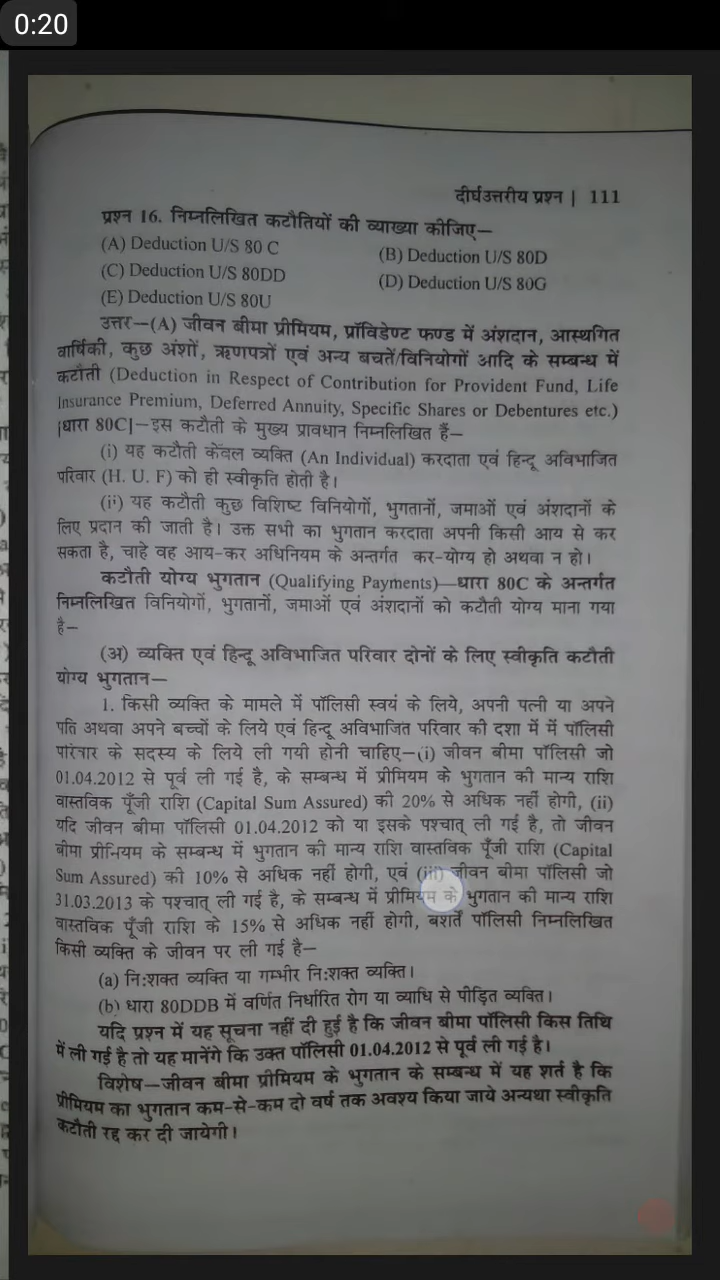 0:20
दीर्घउत्तरीय प्रश्न | 111
प्रश्न 16. निम्नलिखित कटौतियों की व्याख्या कीजिए—
(A) Deduction U/S 80 C
(B) Deduction U/S 80D
(C) Deduction U/S 80DD
(D) Deduction U/S 80G
(E) Deduction U/S 80U
उत्तर—(A) जीवन बीमा प्रीमियम, प्रॉविडेण्ट फण्ड में अंशदान, आस्थगित
वार्षिकी, कुछ अंशों, ऋणपत्रों एवं अन्य बचतें/विनियोगों आदि के सम्बन्ध में
कटौती (Deduction in Respect of Contribution for Provident Fund, Life
Insurance Premium, Deferred Annuity, Specific Shares or Debentures etc.)
[धारा 80C]—इस कटौती के मुख्य प्रावधान निम्नलिखित हैं—
(i) यह कटौती केवल व्यक्ति (An Individual) करदाता एवं हिन्दू अविभाजित
परिवार (H. U. F) को ही स्वीकृति होती है।
(ii) यह कटौती कुछ विशिष्ट विनियोगों, भुगतानों, जमाओं एवं अंशदानों के
लिए प्रदान की जाती है। उक्त सभी का भुगतान करदाता अपनी किसी आय से कर
सकता है, चाहे वह आय-कर अधिनियम के अन्तर्गत कर-योग्य हो अथवा न हो।
कटौती योग्य भुगतान (Qualifying Payments)—धारा 80C के अन्तर्गत
निम्नलिखित विनियोगों, भुगतानों, जमाओं एवं अंशदानों को कटौती योग्य माना गया
है—
(अ) व्यक्ति एवं हिन्दू अविभाजित परिवार दोनों के लिए स्वीकृति कटौती
योग्य भुगतान—
1. किसी व्यक्ति के मामले में पॉलिसी स्वयं के लिये, अपनी पत्नी या अपने
पति अथवा अपने बच्चों के लिये एवं हिन्दू अविभाजित परिवार की दशा में में पॉलिसी
परिवार के सदस्य के लिये ली गयी होनी चाहिए—(i) जीवन बीमा पॉलिसी जो
01.04.2012 से पूर्व ली गई है, के सम्बन्ध में प्रीमियम के भुगतान की मान्य राशि
वास्तविक पूँजी राशि (Capital Sum Assured) की 20% से अधिक नहीं होगी, (ii)
यदि जीवन बीमा पॉलिसी 01.04.2012 को या इसके पश्चात् ली गई है, तो जीवन
बीमा प्रीमियम के सम्बन्ध में भुगतान की मान्य राशि वास्तविक पूँजी राशि (Capital
Sum Assured) की 10% से अधिक नहीं होगी, एवं (iii) जीवन बीमा पॉलिसी जो
31.03.2013 के पश्चात् ली गई है, के सम्बन्ध में प्रीमियम के भुगतान की मान्य राशि
वास्तविक पूँजी राशि के 15% से अधिक नहीं होगी, बशर्ते पॉलिसी निम्नलिखित
किसी व्यक्ति के जीवन पर ली गई है—
(a) निःशक्त व्यक्ति या गम्भीर निःशक्त व्यक्ति।
(b) धारा 80DDB में वर्णित निर्धारित रोग या व्याधि से पीड़ित व्यक्ति।
यदि प्रश्न में यह सूचना नहीं दी हुई है कि जीवन बीमा पॉलिसी किस तिथि
में ली गई है तो यह मानेंगे कि उक्त पॉलिसी 01.04.2012 से पूर्व ली गई है।
विशेष—जीवन बीमा प्रीमियम के भुगतान के सम्बन्ध में यह शर्त है कि
प्रीमियम का भुगतान कम-से-कम दो वर्ष तक अवश्य किया जाये अन्यथा स्वीकृति
कटौती रद्द कर दी जायेगी।